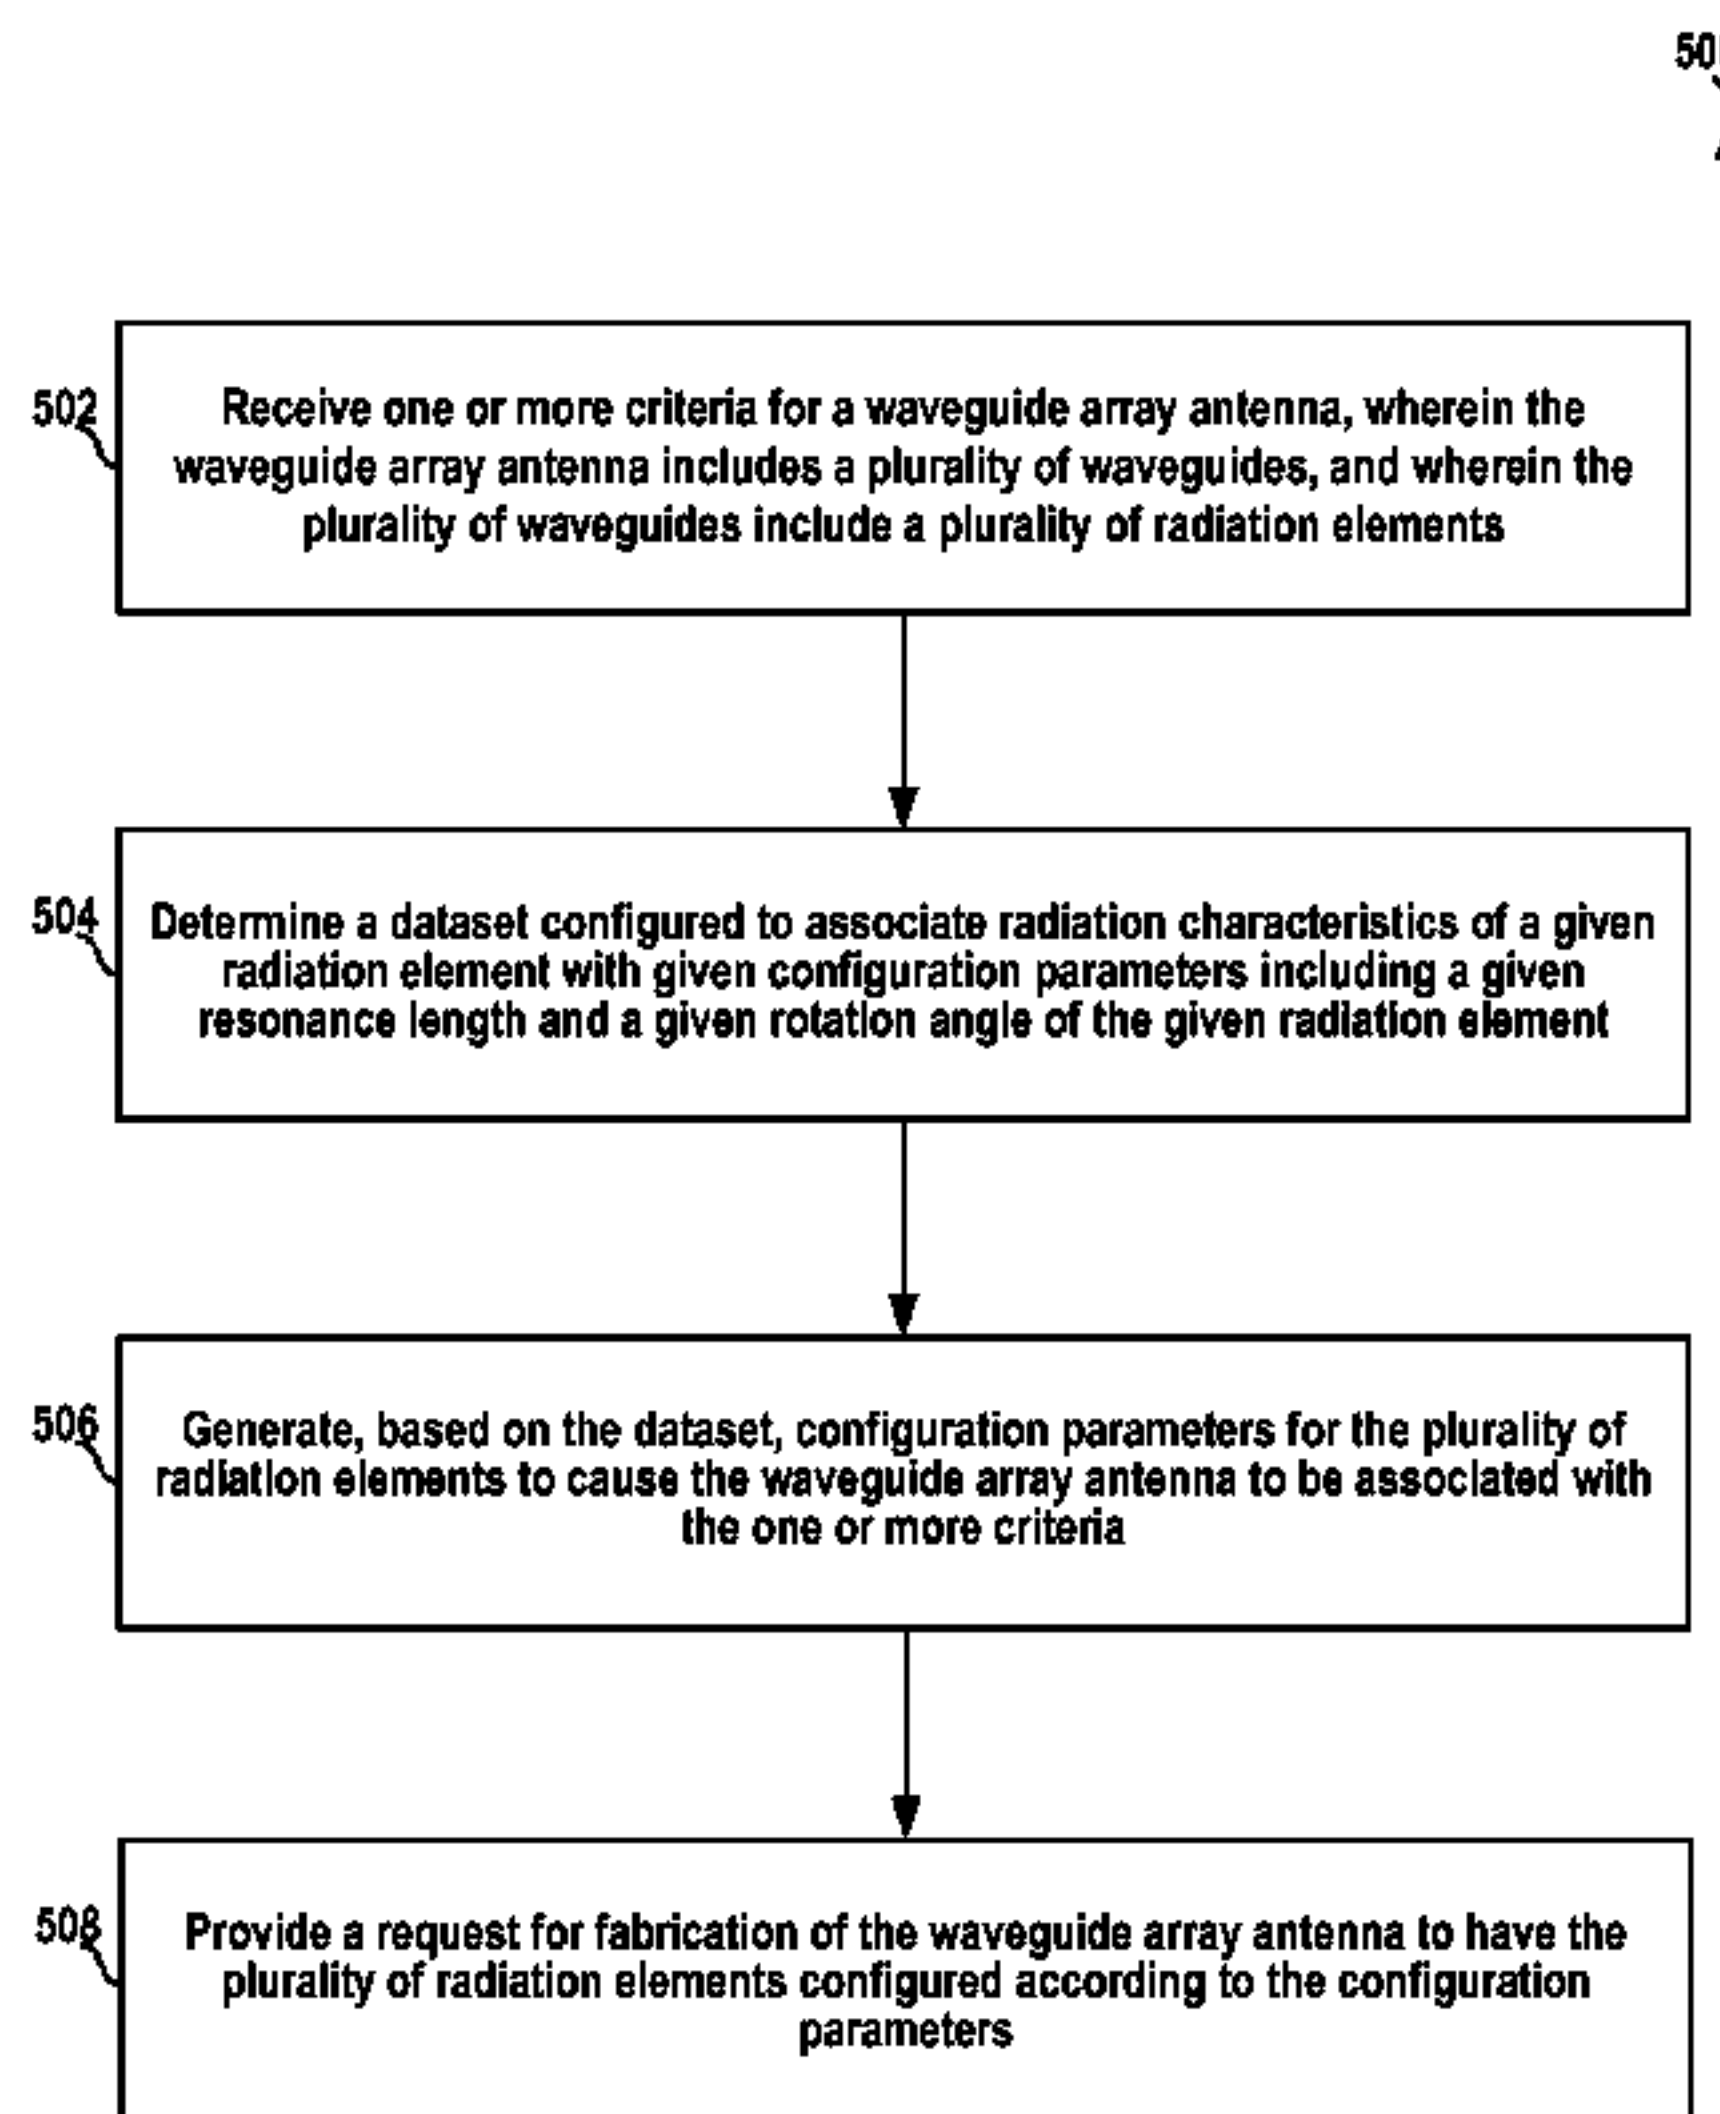 502
Receive one or more criteria for a waveguide array antenna, wherein the
waveguide array antenna includes a plurality of waveguides, and wherein the
plurality of waveguides include a plurality of radiation elements
504
Determine a dataset configured to associate radiation characteristics of a given
radiation element with given configuration parameters including a given
resonance length and a given rotation angle of the given radiation element
506
Generate, based on the dataset, configuration parameters for the plurality of
radiation elements to cause the waveguide array antenna to be associated with
the one or more criteria
508
Provide a request for fabrication of the waveguide array antenna to have the
plurality of radiation elements configured according to the configuration
parameters